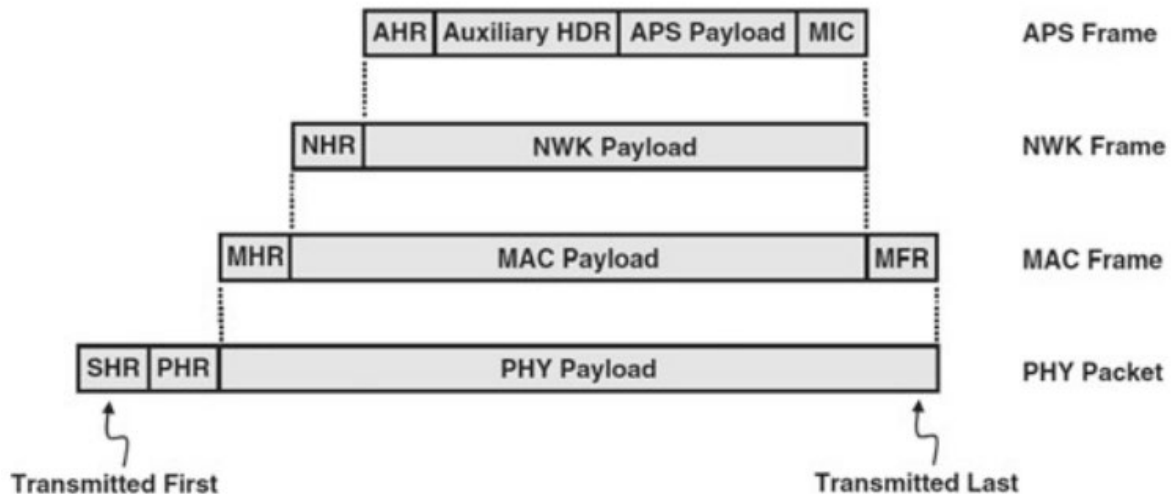 AHR Auxiliary HDR APS Payload MIC APS Frame
NHR NWK Payload NWK Frame
MHR MAC Payload MFR MAC Frame
SHR PHR PHY Payload PHY Packet
Transmitted First Transmitted Last